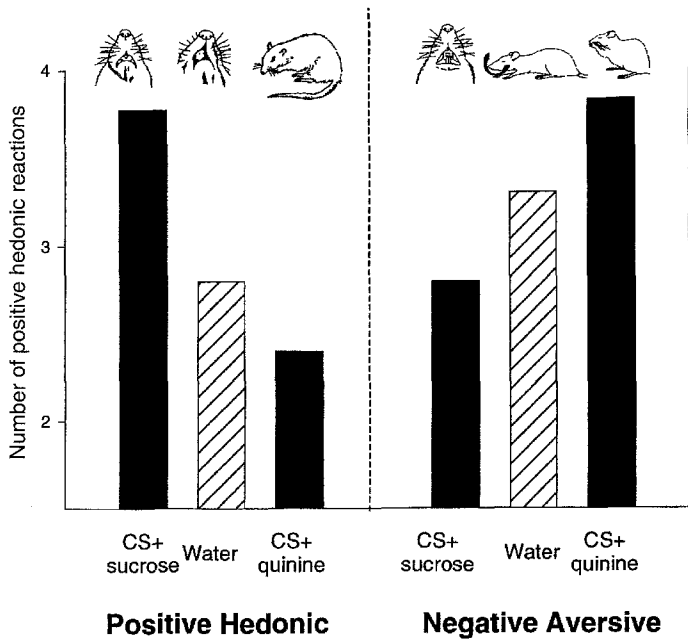 Number of positive hedonic reactions
4
3
2
CS+
sucrose
Water
CS+
quinine
CS+
sucrose
Water
CS+
quinine
Positive Hedonic
Negative Aversive